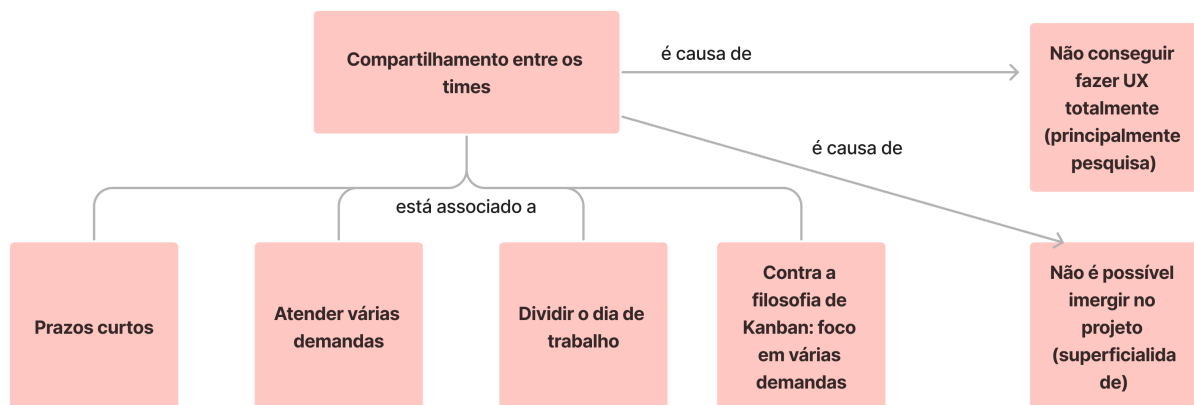 Compartilhamento entre os
times
é causa de
Não conseguir
fazer UX
totalmente
(principalmente
pesquisa)
é causa de
está associado a
Prazos curtos
Atender várias
demandas
Dividir o dia de
trabalho
Contra a
filosofia de
Kanban: foco
em várias
demandas
Não é possível
imergir no
projeto
(superficialida
de)